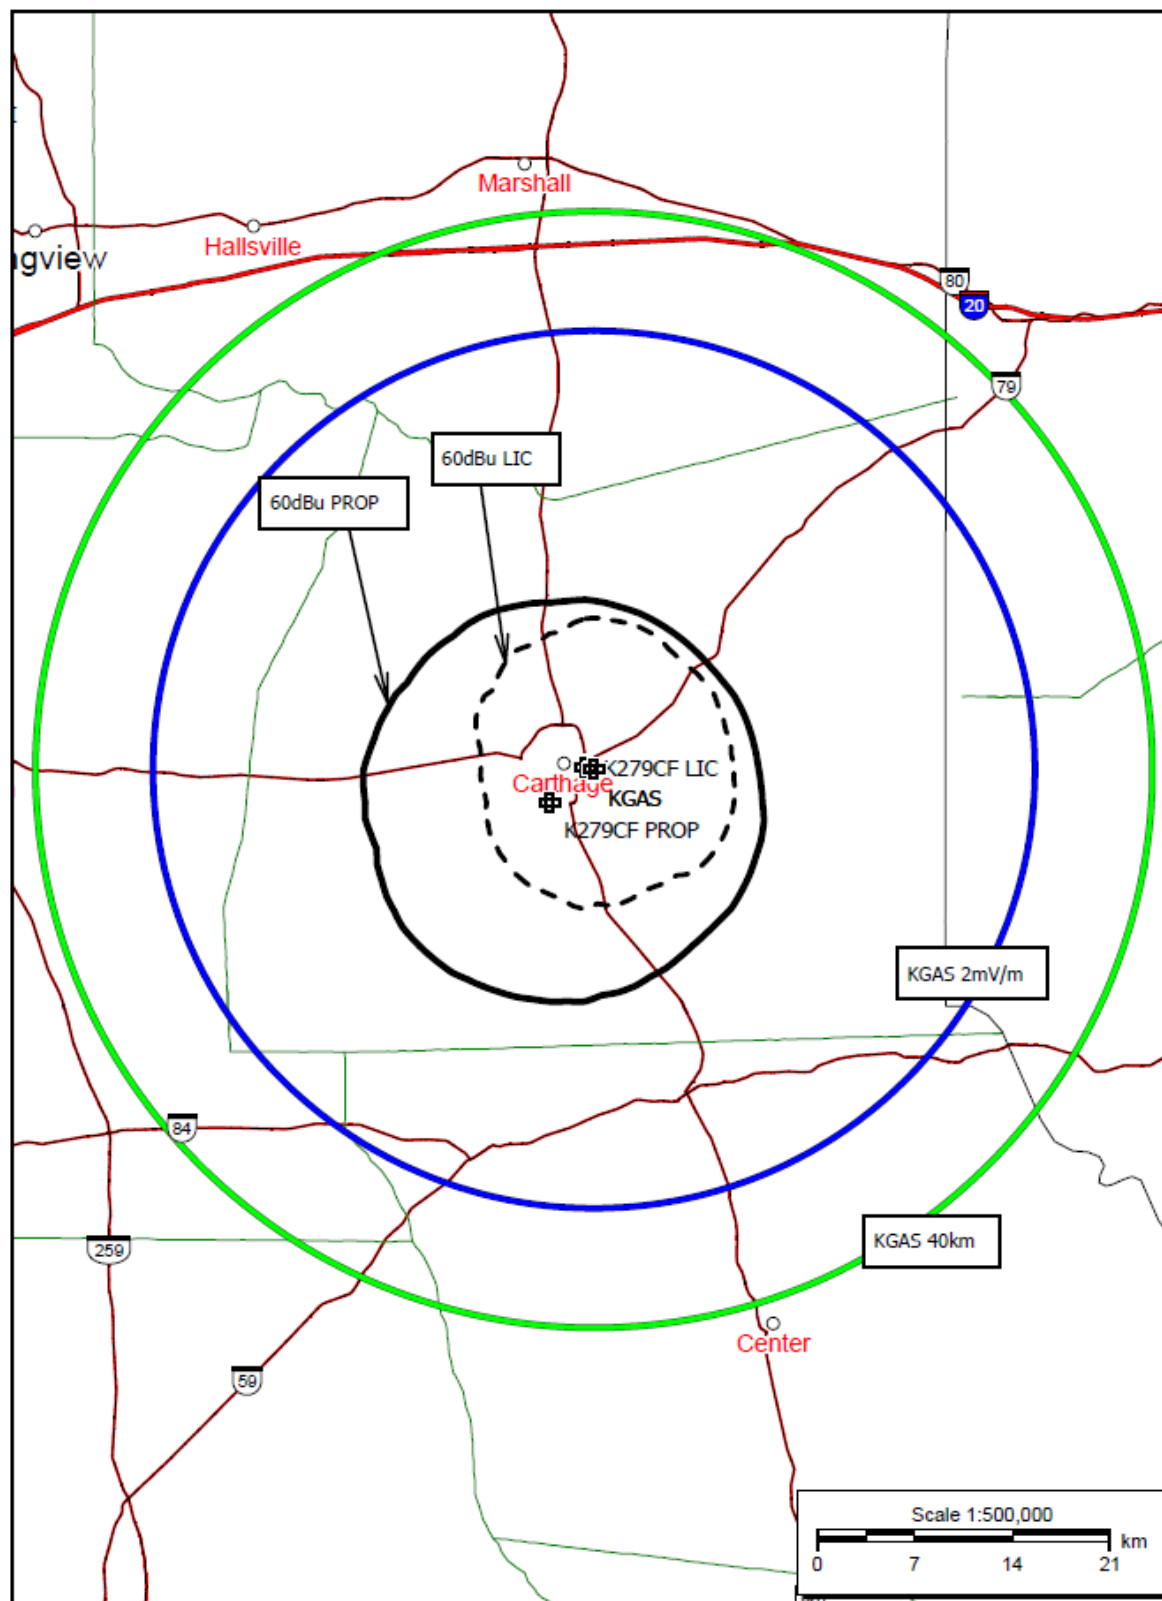 Marshall
Hallsville
gview
80
20
79
60dBu LIC
60dBu PROP
K279CF LIC
Carthage
KGAS
K279CF PROP
KGAS 2mV/m
84
KGAS 40km
259
Center
59
Scale 1:500,000
km
0 7 14 21